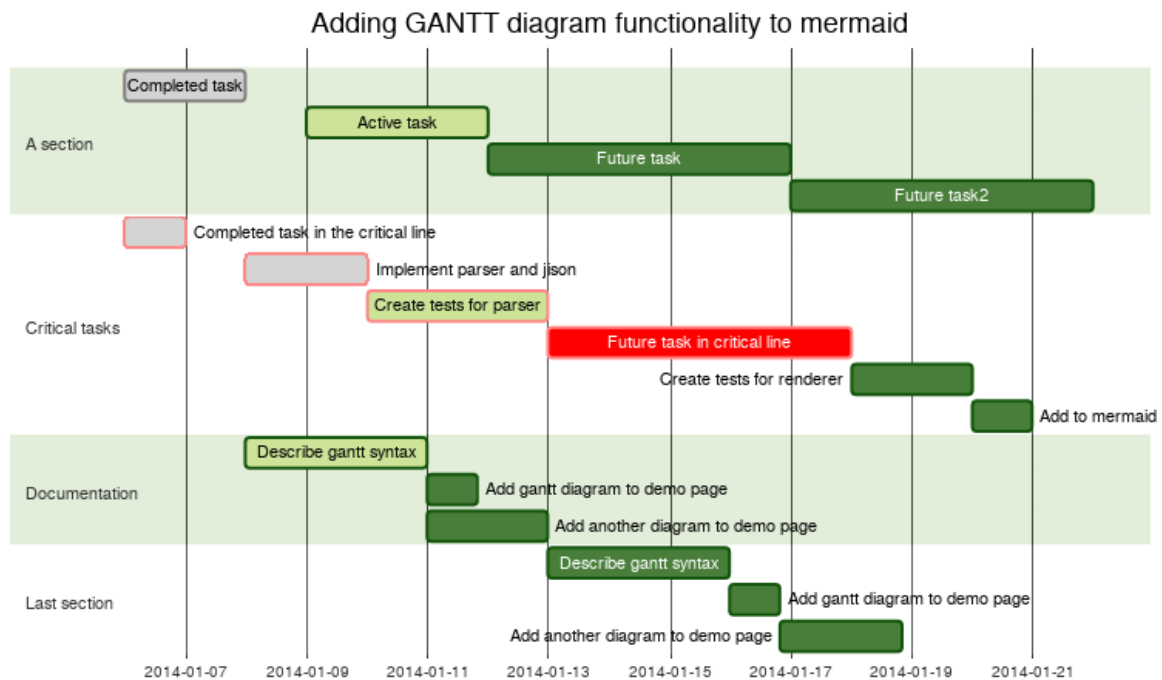 Adding GANTT diagram functionality to mermaid
Completed task
Active task
A section
Future task
Future task2
Completed task in the critical line
Implement parser and jison
Create tests for parser
Critical tasks
Future task in critical line
Create tests for renderer
Add to mermaid
Describe gantt syntax
Documentation
Add gantt diagram to demo page
Add another diagram to demo page
Describe gantt syntax
Last section
Add gantt diagram to demo page
Add another diagram to demo page
2014-01-07 2014-01-09 2014-01-11 2014-01-13 2014-01-15 2014-01-17 2014-01-19 2014-01-21